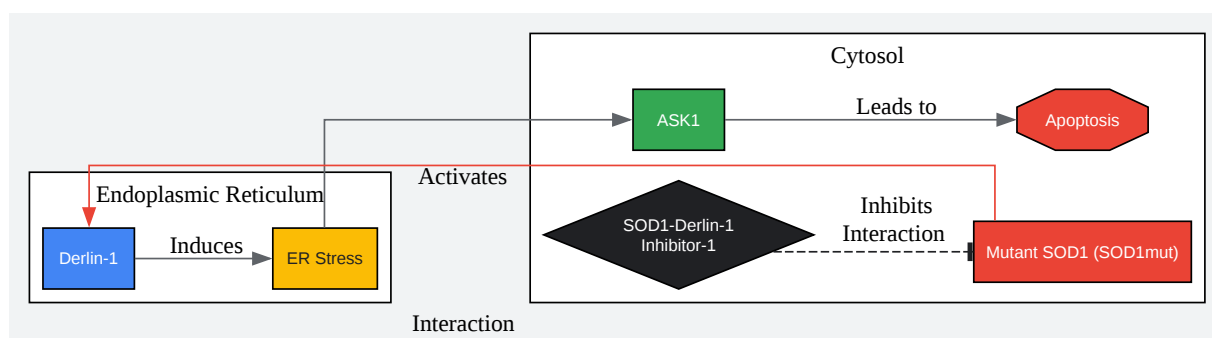 Cytosol
ASK1
Leads to
Apoptosis
Activates
Endoplasmic Reticulum
Derlin-1
Induces
ER Stress
SOD1-Derlin-1
Inhibitor-1
Inhibits
Interaction
Mutant SOD1 (SOD1mut)
Interaction